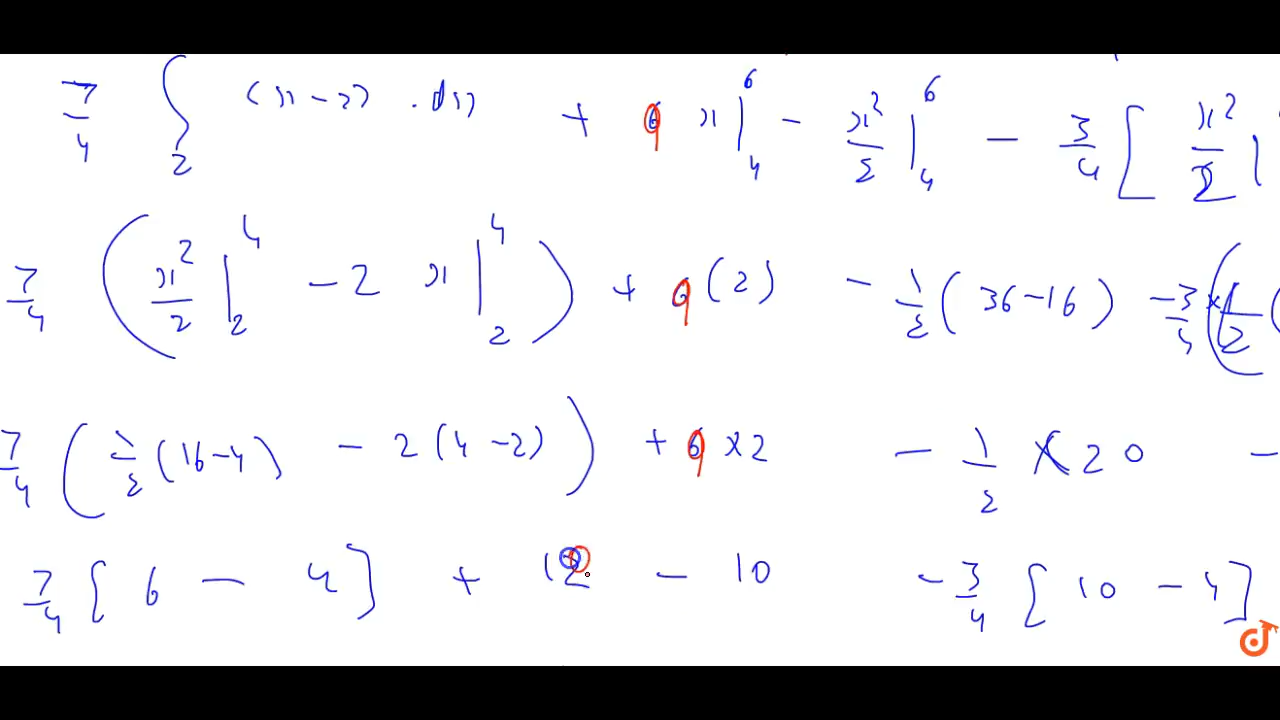 7/4 ∫_2 (x-2) . dx + 9 x|_4^6 - x²/2|_4^6 - 3/4 [ x²/2 |
7/4 ( x²/2|_2^4 - 2 x|_2^4 ) + 9 (2) - 1/2 (36-16) - 3/4 × ( 1/2 (
7/4 ( 1/2 (16-4) - 2 (4-2) ) + 9 × 2 - 1/2 × 20 -
7/4 { 6 - 4 ] + 12 - 10 - 3/4 [ 10 - 4 ]